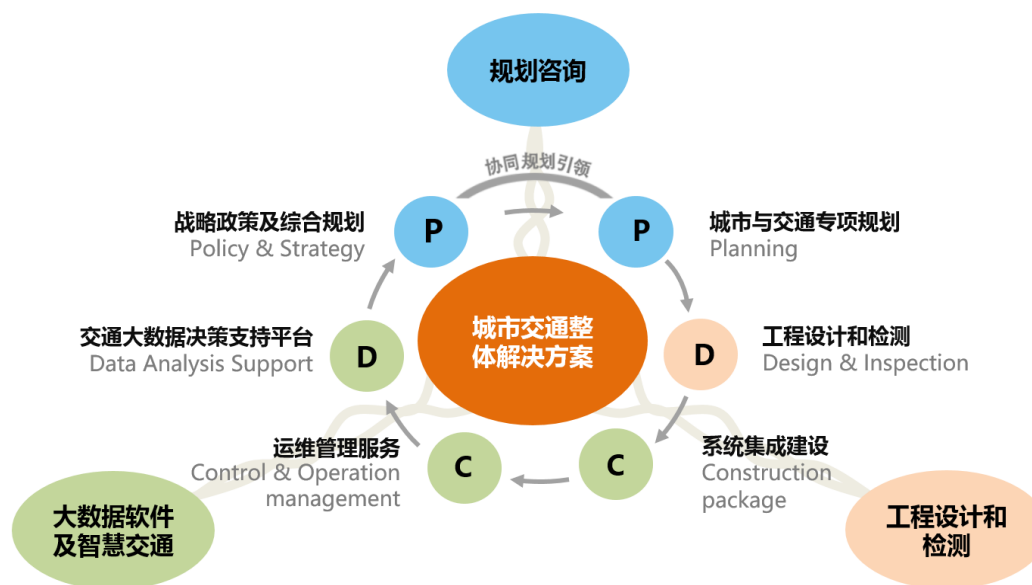 规划咨询
协同规划引领
战略政策及综合规划
Policy & Strategy
P
P
城市与交通专项规划
Planning
交通大数据决策支持平台
Data Analysis Support
D
城市交通整
体解决方案
D
工程设计和检测
Design & Inspection
运维管理服务
Control & Operation
management
C
C
系统集成建设
Construction
package
大数据软件
及智慧交通
工程设计和
检测